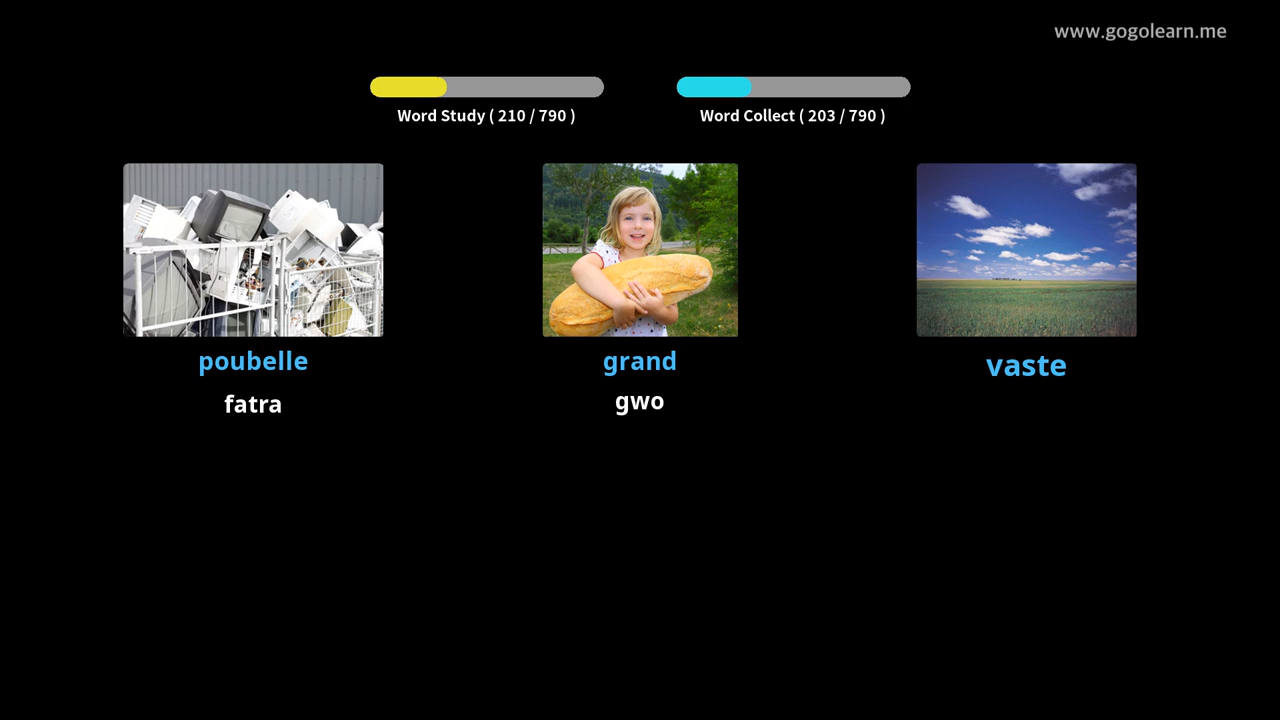 www.gogolearn.me
Word Study ( 210 / 790 )
Word Collect ( 203 / 790 )
poubelle
fatra
grand
gwo
vaste